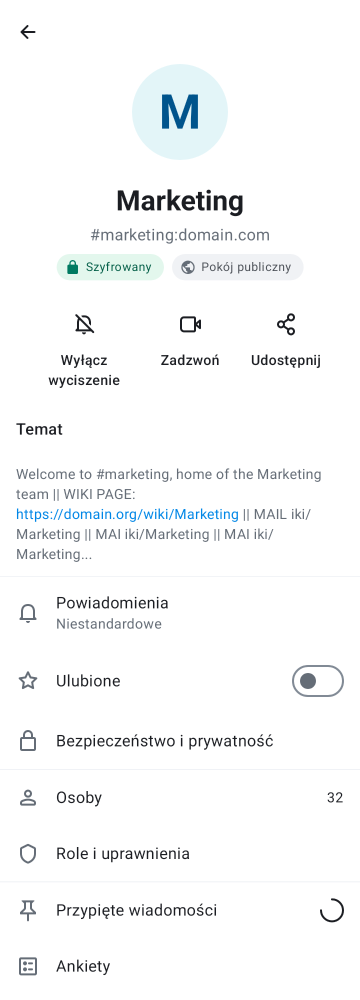 M
Marketing
#marketing:domain.com
Szyfrowany Pokój publiczny
Wyłącz wyciszenie Zadzwoń Udostępnij
Temat
Welcome to #marketing, home of the Marketing
team || WIKI PAGE:
https://domain.org/wiki/Marketing || MAIL iki/
Marketing || MAI iki/Marketing || MAI iki/
Marketing...
Powiadomienia
Niestandardowe
Ulubione
Bezpieczeństwo i prywatność
Osoby 32
Role i uprawnienia
Przypięte wiadomości
Ankiety